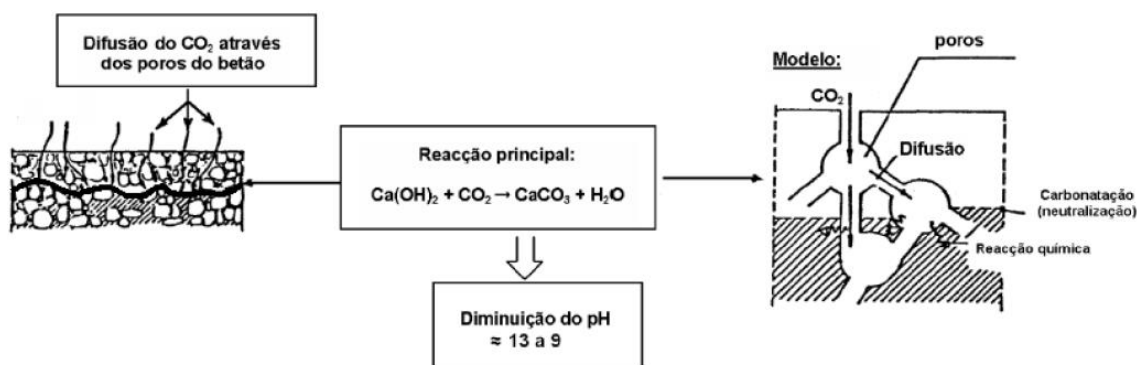 Difusão do CO₂ através
dos poros do betão
Reacção principal:
Ca(OH)₂ + CO₂ → CaCO₃ + H₂O
Diminuição do pH
≈ 13 a 9
Modelo:
poros
CO₂
Difusão
Carbonatação
(neutralização)
Reacção química